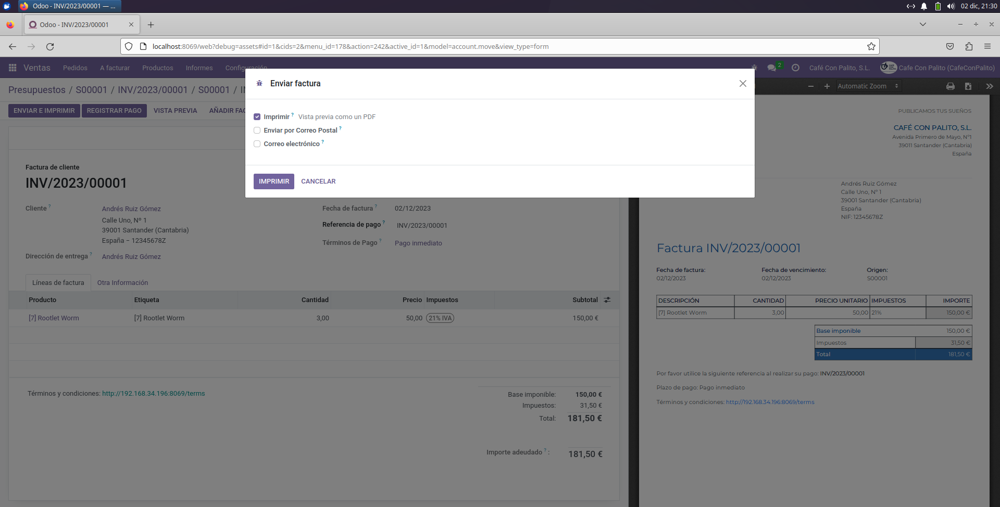 Odoo - INV/2023/00001 — ...
02 dic, 21:30
Odoo - INV/2023/00001
localhost:8069/web?debug=assets#id=1&cids=2&menu_id=178&action=242&active_id=1&model=account.move&view_type=form
Ventas Pedidos A facturar Productos Informes Configuración
2
Café Con Palito, S.L. Cafe Con Palito (CafeConPalito)
Presupuestos / S00001 / INV/2023/00001 / S00001 /
Automatic Zoom
ENVIAR E IMPRIMIR REGISTRAR PAGO VISTA PREVIA
Enviar factura
Imprimir ? Vista previa como un PDF
Enviar por Correo Postal ?
Correo electrónico ?
IMPRIMIR CANCELAR
Factura de cliente
INV/2023/00001
Cliente ? Andrés Ruiz Gómez
Calle Uno, Nº 1
39001 Santander (Cantabria)
España – 12345678Z
Dirección de entrega ? Andrés Ruiz Gómez
Fecha de factura ? 02/12/2023
Referencia de pago ? INV/2023/00001
Términos de Pago ? Pago inmediato
Líneas de factura Otra Información
Producto Etiqueta Cantidad Precio Impuestos Subtotal
[7] Rootlet Worm [7] Rootlet Worm 3,00 50,00 21% IVA 150,00 €
Términos y condiciones: http://192.168.34.196:8069/terms
Base imponible: 150,00 €
Impuestos: 31,50 €
Total: 181,50 €
Importe adeudado ? : 181,50 €
PUBLICAMOS TUS SUEÑOS
CAFÉ CON PALITO, S.L.
Avenida Primero de Mayo, Nº1
39011 Santander (Cantabria)
España
Andrés Ruiz Gómez
Calle Uno, Nº 1
39001 Santander (Cantabria)
España
NIF: 12345678Z
Factura INV/2023/00001
Fecha de factura: Fecha de vencimiento: Origen:
02/12/2023 02/12/2023 S00001
DESCRIPCIÓN CANTIDAD PRECIO UNITARIO IMPUESTOS IMPORTE
[7] Rootlet Worm 3,00 50,00 21% 150,00 €
Base imponible 150,00 €
Impuestos 31,50 €
Total 181,50 €
Por favor utilice la siguiente referencia al realizar su pago: INV/2023/00001
Plazo de pago: Pago inmediato
Términos y condiciones: http://192.168.34.196:8069/terms